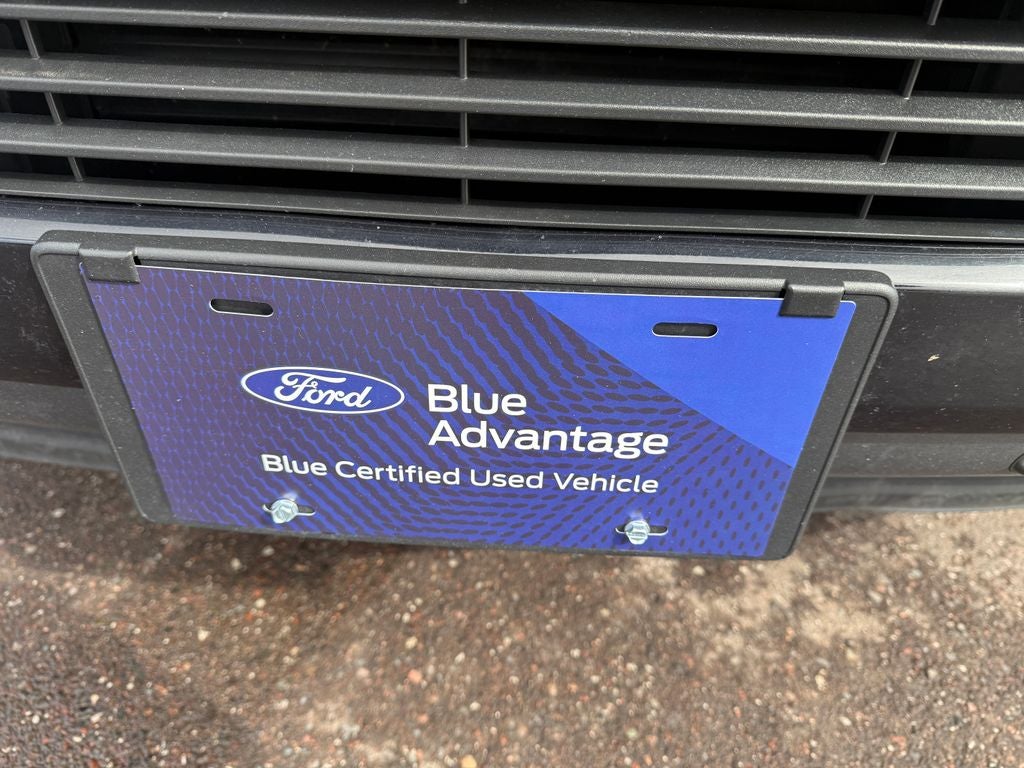 Ford
Blue
Advantage
Blue Certified Used Vehicle